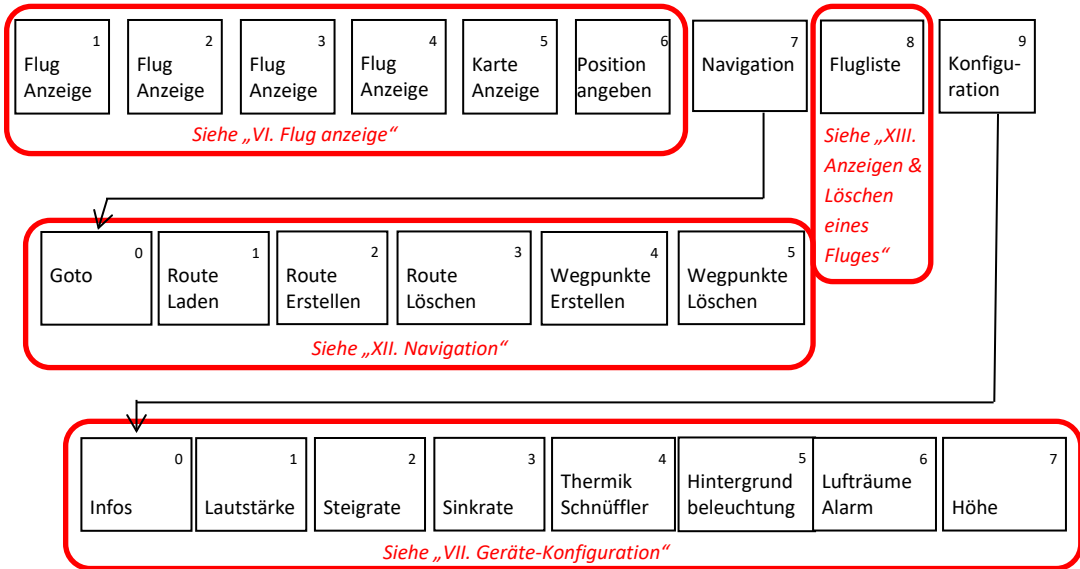 1
Flug
Anzeige
2
Flug
Anzeige
3
Flug
Anzeige
4
Flug
Anzeige
5
Karte
Anzeige
6
Position
angeben
7
Navigation
8
Flugliste
9
Konfigu-
ration
Siehe „VI. Flug anzeige“
Siehe „XIII.
Anzeigen &
Löschen
eines
Fluges“
0
Goto
1
Route
Laden
2
Route
Erstellen
3
Route
Löschen
4
Wegpunkte
Erstellen
5
Wegpunkte
Löschen
Siehe „XII. Navigation“
0
Infos
1
Lautstärke
2
Steigrate
3
Sinkrate
4
Thermik
Schnüffler
5
Hintergrund
beleuchtung
6
Lufträume
Alarm
7
Höhe
Siehe „VII. Geräte-Konfiguration“